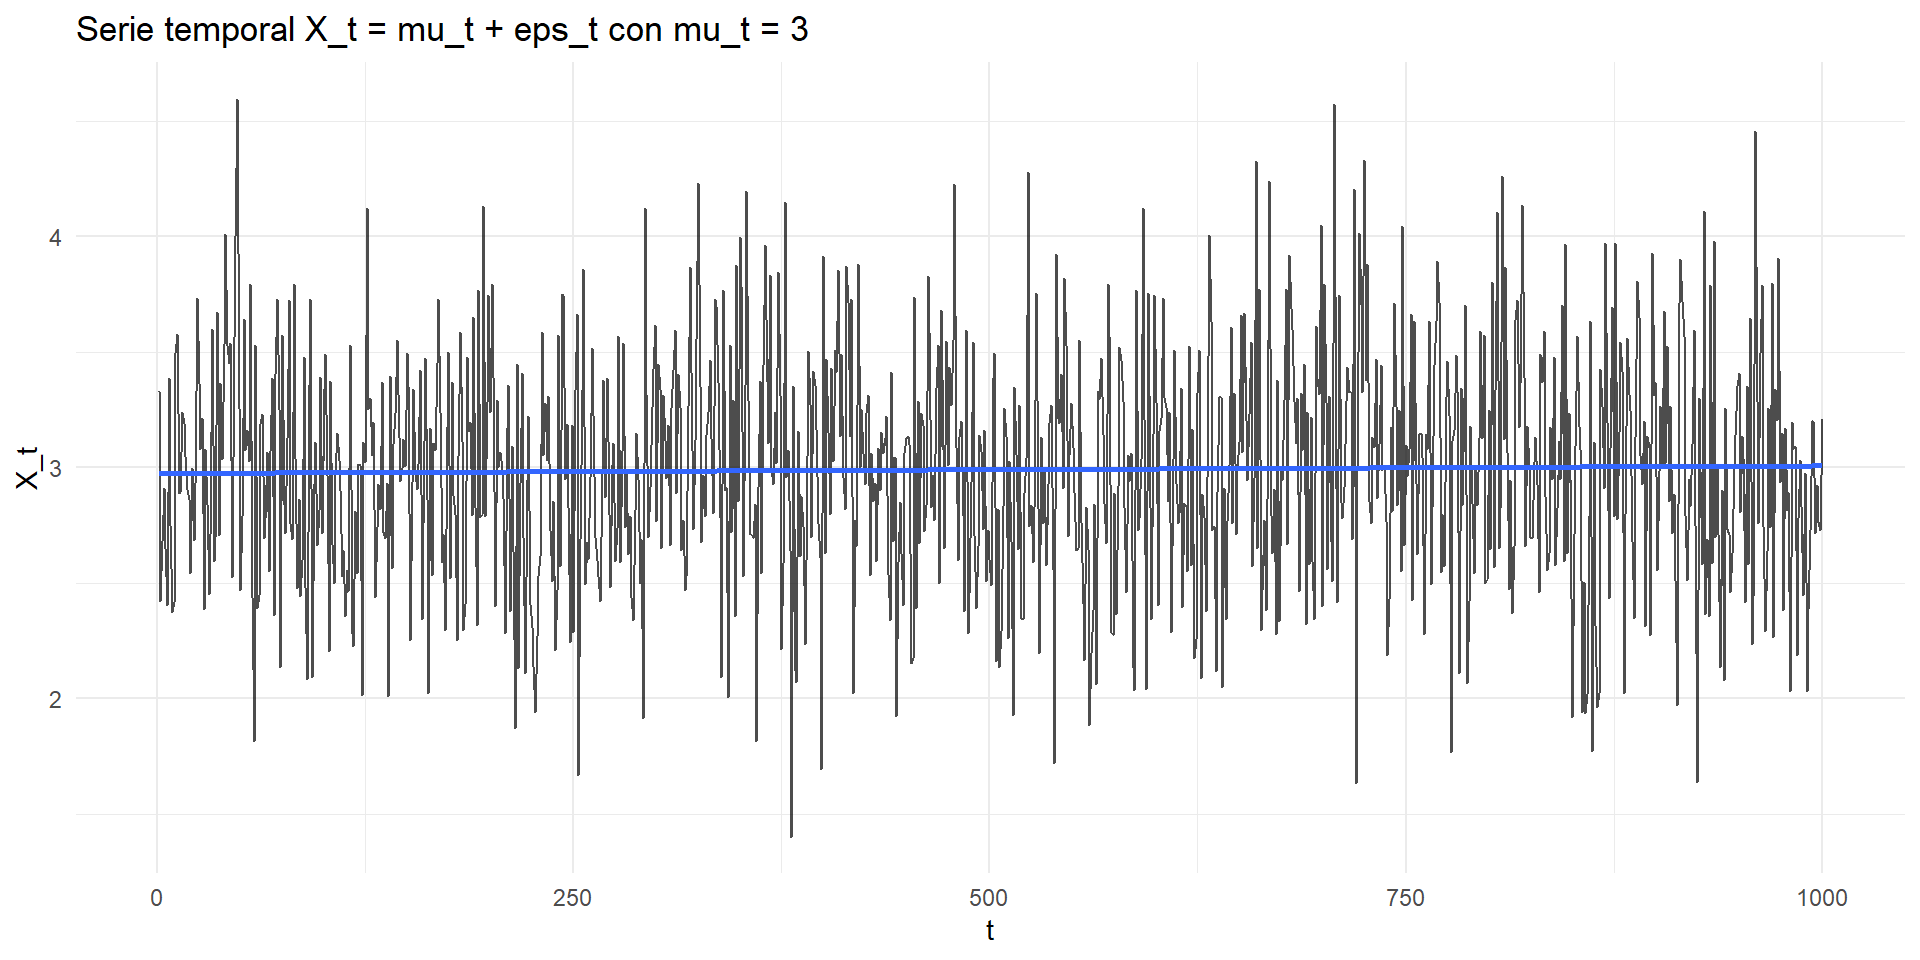 Serie temporal X_t = mu_t + eps_t con mu_t = 3
4
3
2
X_t
0 250 500 750 1000
t